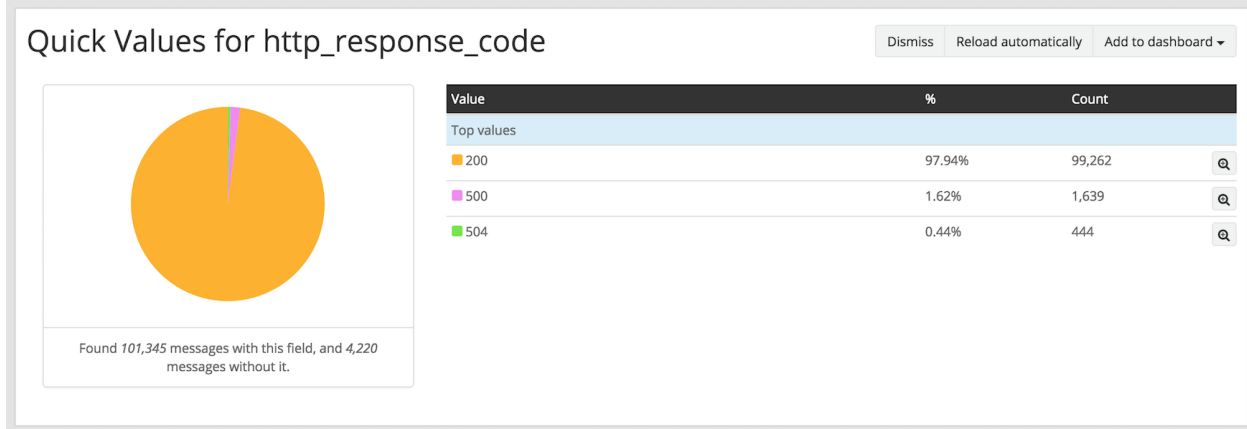 Quick Values for http_response_code
Dismiss Reload automatically Add to dashboard
Value % Count
Top values
200 97.94% 99,262
500 1.62% 1,639
504 0.44% 444
Found 101,345 messages with this field, and 4,220
messages without it.